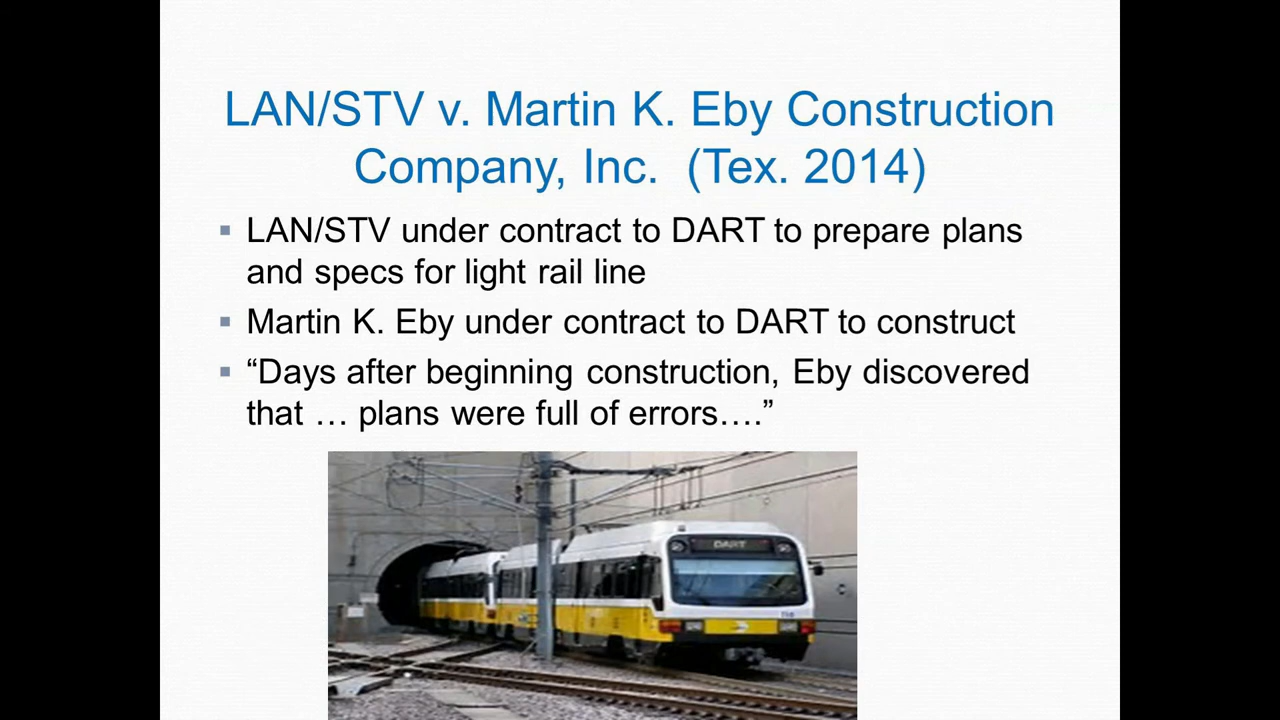 LAN/STV v. Martin K. Eby Construction
Company, Inc. (Tex. 2014)
▪ LAN/STV under contract to DART to prepare plans
and specs for light rail line
▪ Martin K. Eby under contract to DART to construct
▪ “Days after beginning construction, Eby discovered
that … plans were full of errors….”
DART